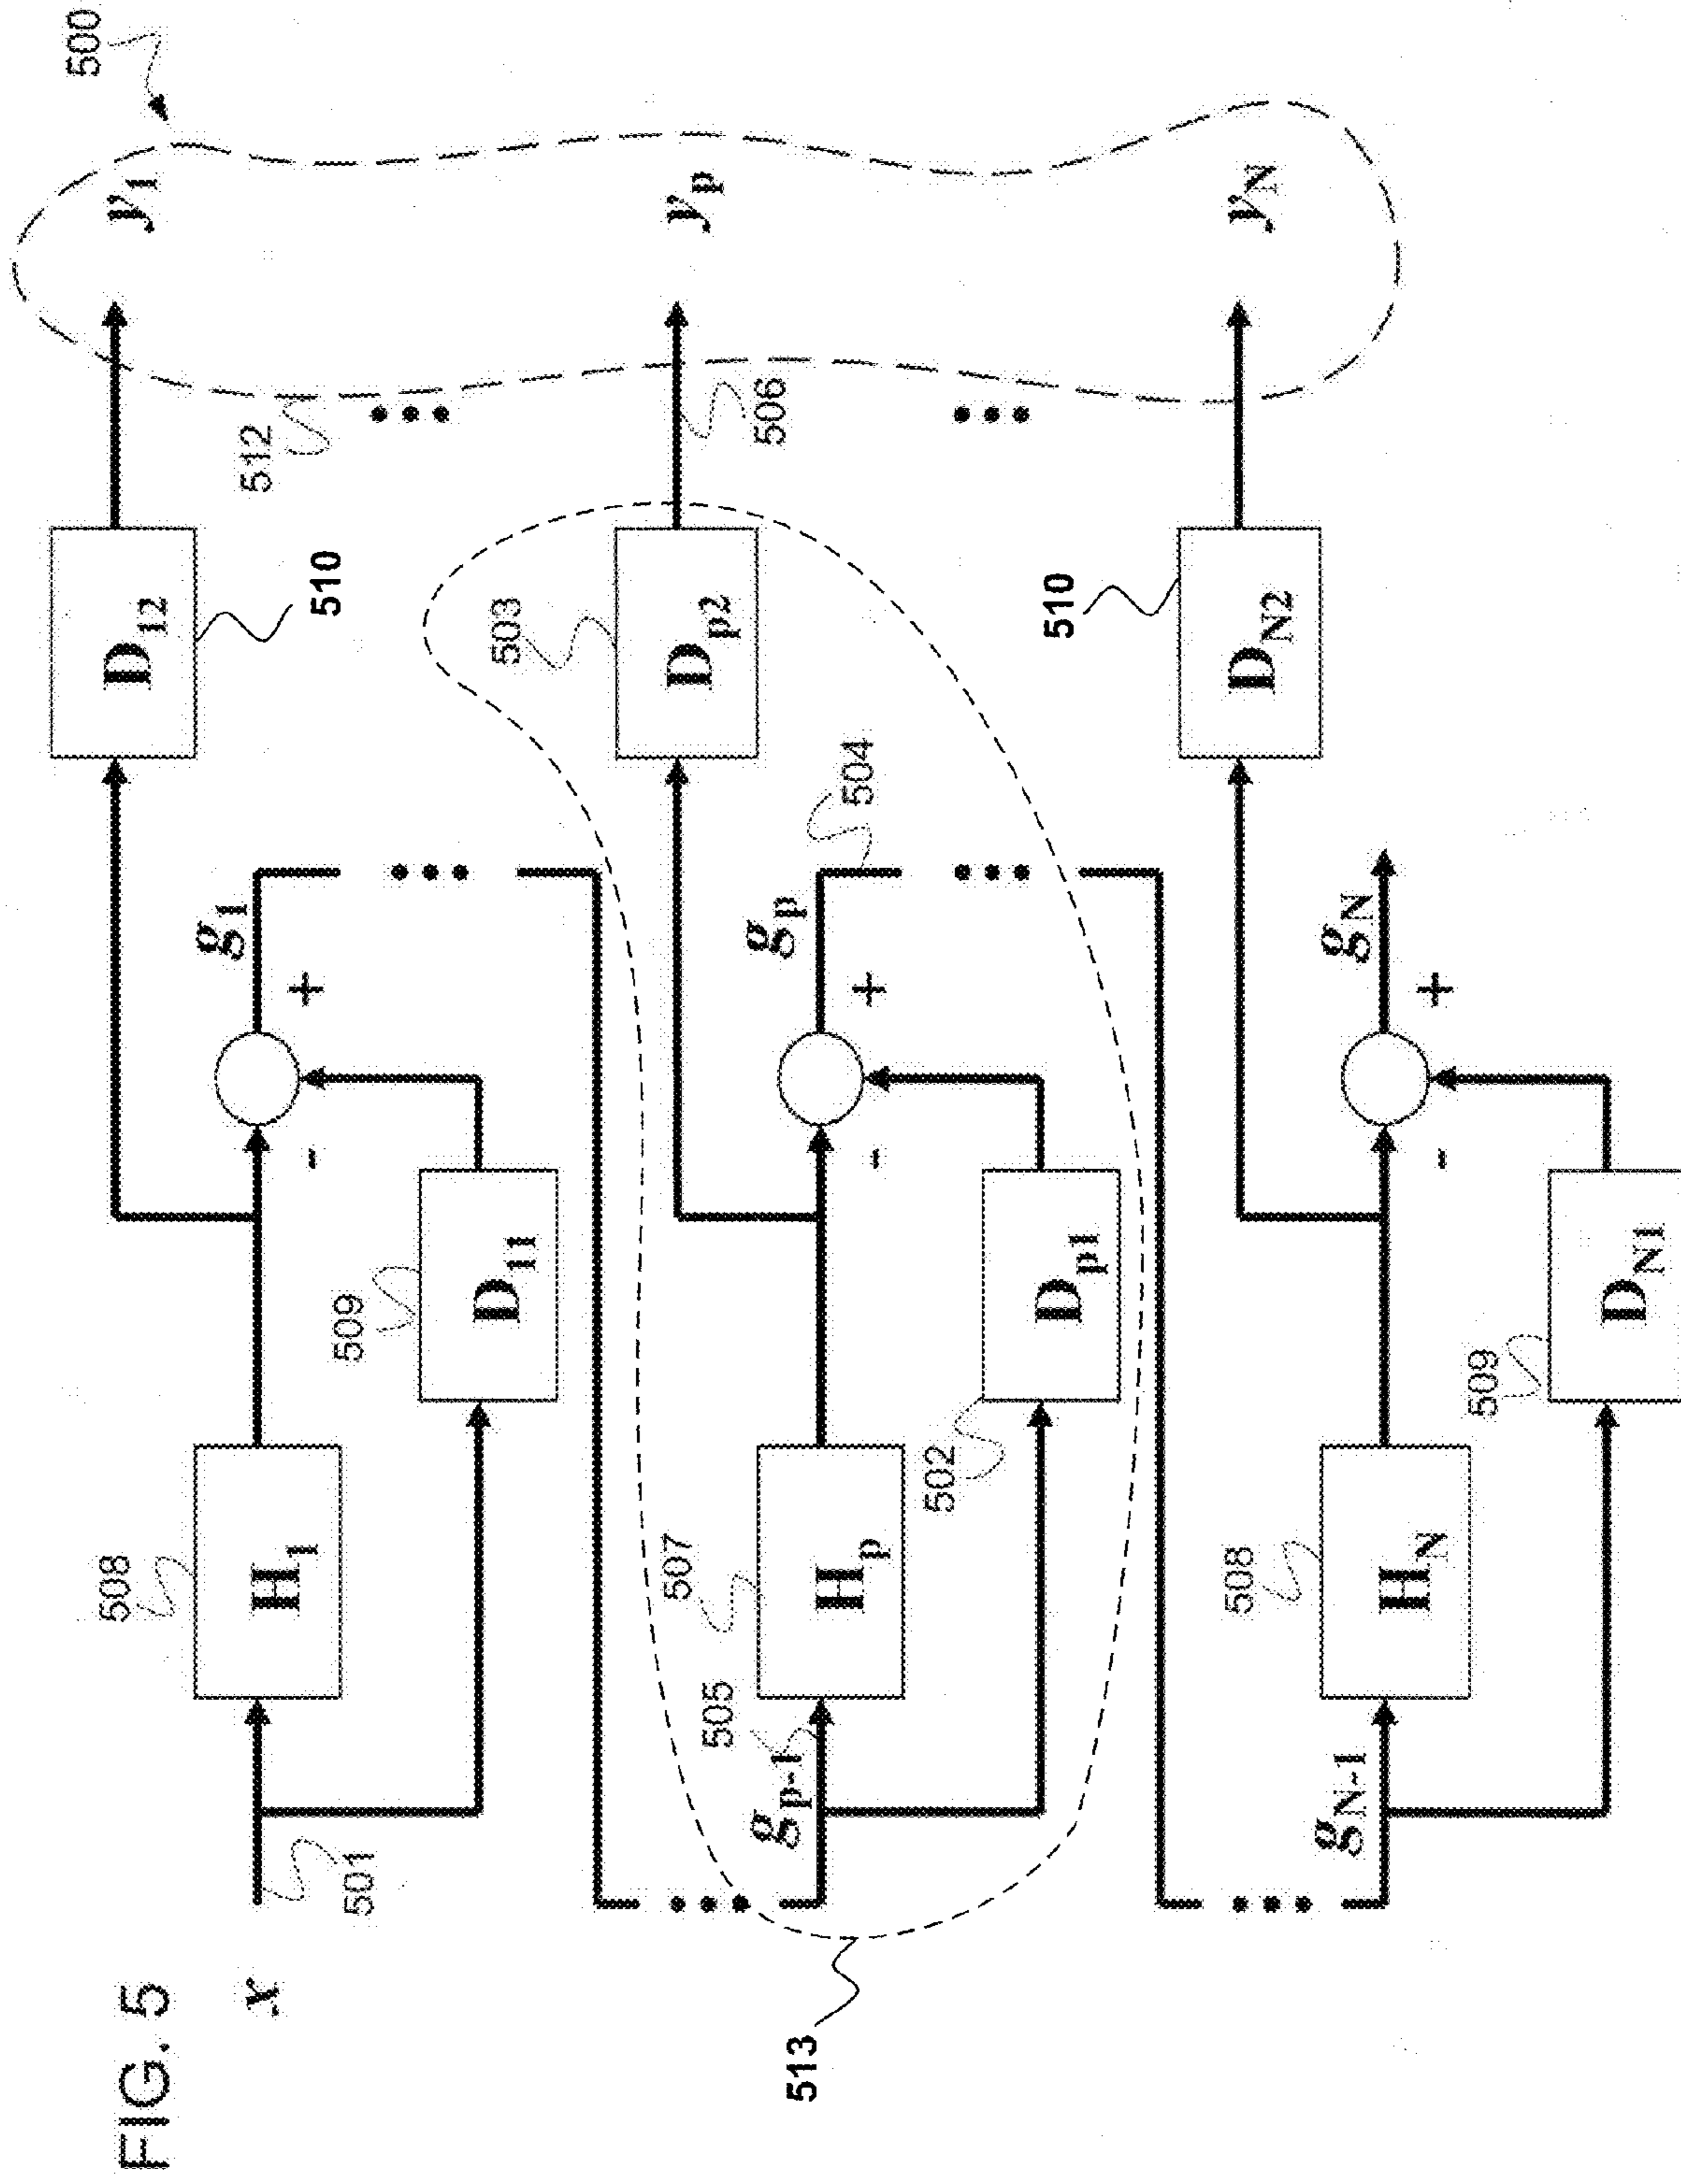 FIG. 5
500
x
501
508
H1
509
D11
-
+
g1
D12
510
512
y1
513
gp-1
505
507
Hp
502
Dp1
-
+
gp
504
503
Dp2
506
yp
gN-1
508
HN
509
DN1
-
+
gN
510
DN2
yN